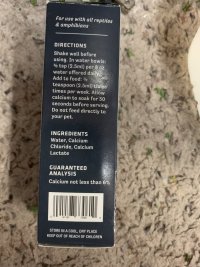 For use with all reptiles
& amphibians
DIRECTIONS
Shake well before
using. In water bowls:
½ tsp (2.5ml) per 8 oz
water offered daily.
Add to food: ½
teaspoon (2.5ml) three
times per week. Allow
calcium to soak for 30
seconds before serving.
Do not feed directly to
your pet.
INGREDIENTS
Water, Calcium
Chloride, Calcium
Lactate
GUARANTEED
ANALYSIS
Calcium not less than 6%
STORE IN A COOL, DRY PLACE
KEEP OUT OF REACH OF CHILDREN